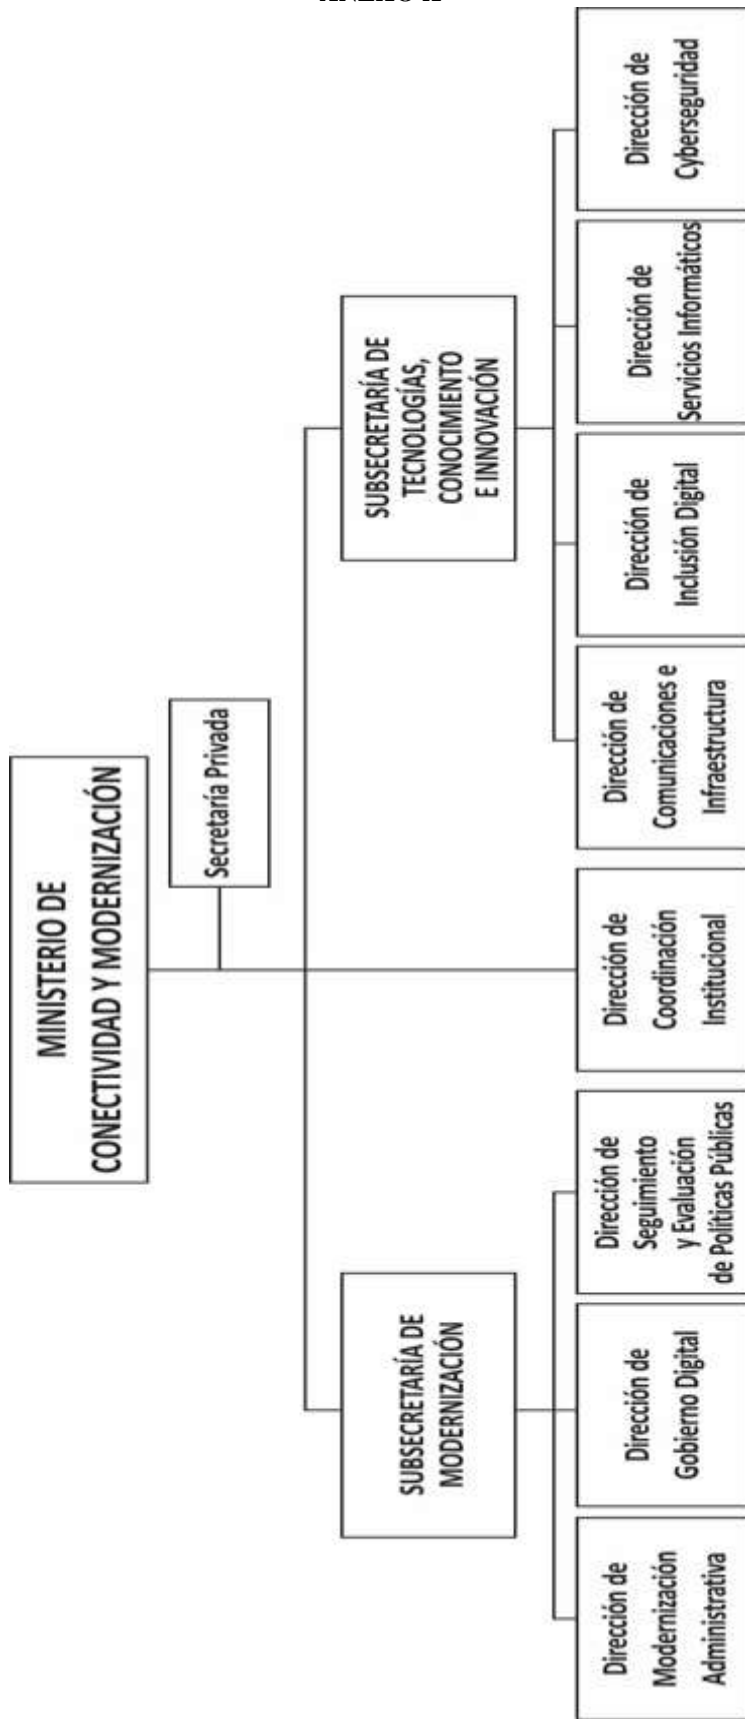 MINISTERIO DE
CONECTIVIDAD Y MODERNIZACIÓN
Secretaría Privada
SUBSECRETARÍA DE
MODERNIZACIÓN
SUBSECRETARÍA DE
TECNOLOGÍAS,
CONOCIMIENTO
E INNOVACIÓN
Dirección de
Modernización
Administrativa
Dirección de
Gobierno Digital
Dirección de
Seguimiento
y Evaluación
de Políticas Públicas
Dirección de
Coordinación
Institucional
Dirección de
Comunicaciones e
Infraestructura
Dirección de
Inclusión Digital
Dirección de
Servicios Informáticos
Dirección de
Cyberseguridad